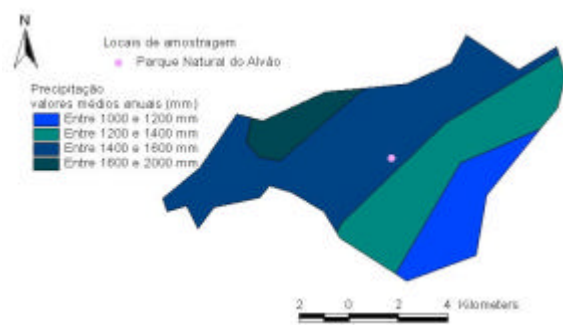 N
Locais de amostragem
Parque Natural do Alvão
Precipitação
valores médios anuais (mm)
Entre 1000 e 1200 mm
Entre 1200 e 1400 mm
Entre 1400 e 1600 mm
Entre 1600 e 2000 mm
2 0 2 4 Kilometers